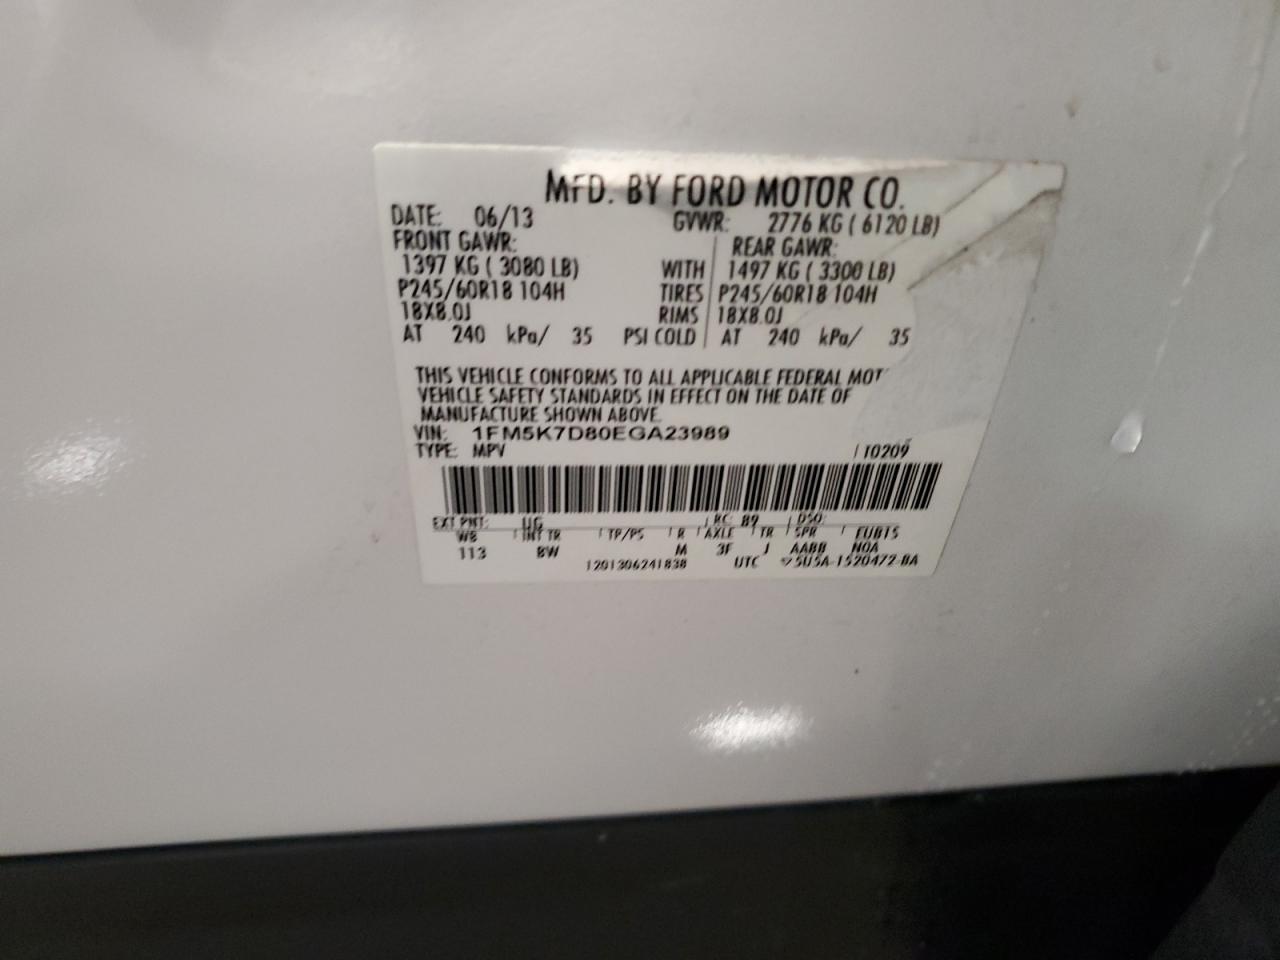 MFD. BY FORD MOTOR CO.
DATE: 06/13 GVWR: 2776 KG ( 6120 LB)
FRONT GAWR: REAR GAWR:
1397 KG ( 3080 LB) WITH 1497 KG ( 3300 LB)
P245/60R18 104H TIRES P245/60R18 104H
18X8.0J RIMS 18X8.0J
AT 240 kPa/ 35 PSI COLD AT 240 kPa/ 35
THIS VEHICLE CONFORMS TO ALL APPLICABLE FEDERAL MOT
VEHICLE SAFETY STANDARDS IN EFFECT ON THE DATE OF
MANUFACTURE SHOWN ABOVE.
VIN: 1FM5K7D80EGA23989
TYPE: MPV T0209
EXT PNT: UG RC: 89 DSO:
WB INT TR TP/PS R AXLE TR SPR
113 BW M 3F J AABB
1201306241838 UTC 5U5A-1520472-BA